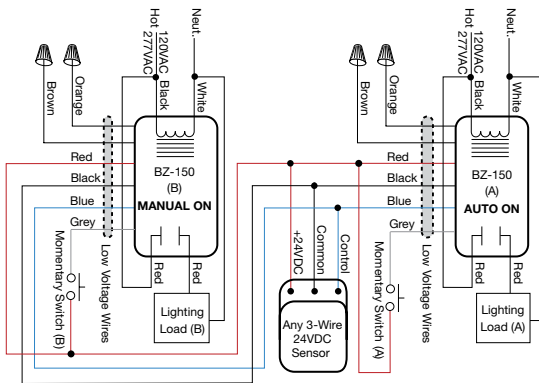 Hot
120VAC
277VAC
Neut.
Black
White
Orange
Brown
Red
Black
Blue
Grey
BZ-150
(B)
MANUAL ON
Low Voltage Wires
Momentary Switch (B)
Red
Red
Lighting
Load (B)
+24VDC
Common
Control
Any 3-Wire
24VDC
Sensor
Hot
120VAC
277VAC
Neut.
Black
White
Orange
Brown
Red
Black
Blue
Grey
BZ-150
(A)
AUTO ON
Low Voltage Wires
Momentary Switch (A)
Red
Red
Lighting
Load (A)